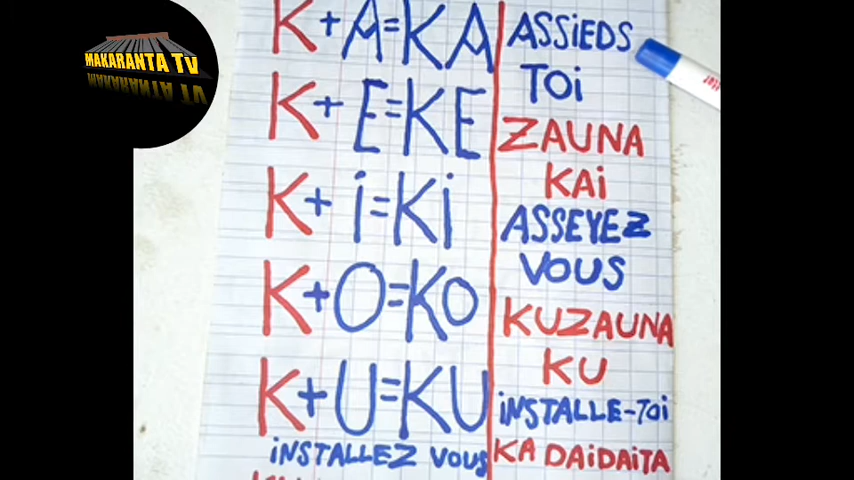 MAKARANTA Tv
K+A=KA
K+E=KE
K+i=Ki
K+O=KO
K+U=KU
iNSTALLEZ VOUS
ASSiEDS
TOi
ZAUNA
KAi
ASSEYEZ
VOUS
KUZAUNA
KU
iNSTALLE-TOi
KA DAiDAiTA